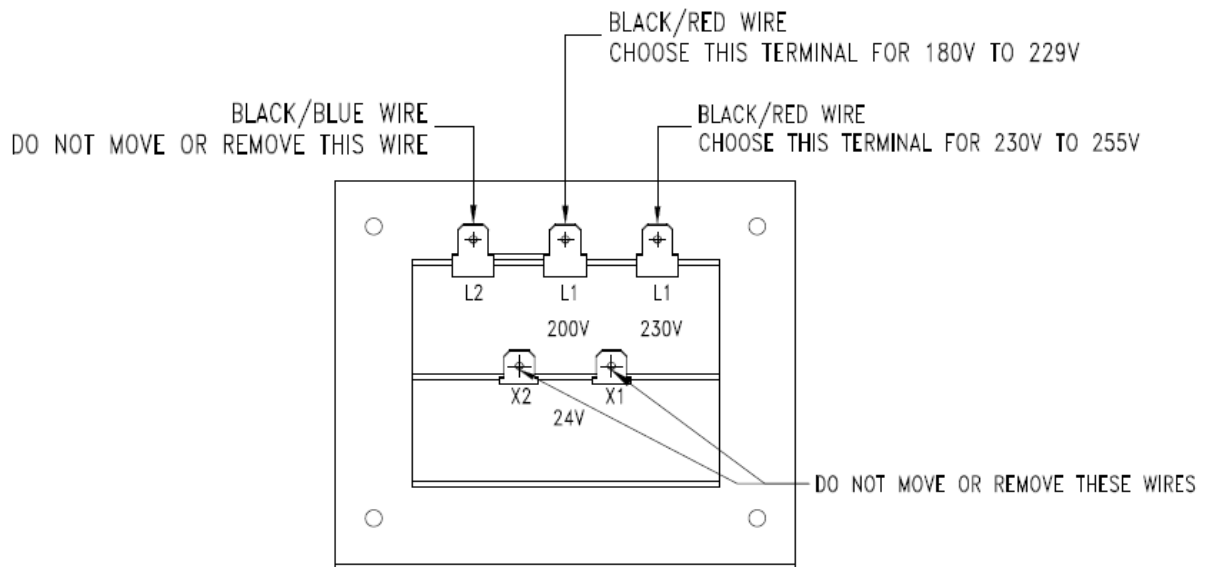 BLACK/RED WIRE
CHOOSE THIS TERMINAL FOR 180V TO 229V
BLACK/BLUE WIRE
DO NOT MOVE OR REMOVE THIS WIRE
BLACK/RED WIRE
CHOOSE THIS TERMINAL FOR 230V TO 255V
L2 L1 L1
200V 230V
X2 X1
24V
DO NOT MOVE OR REMOVE THESE WIRES